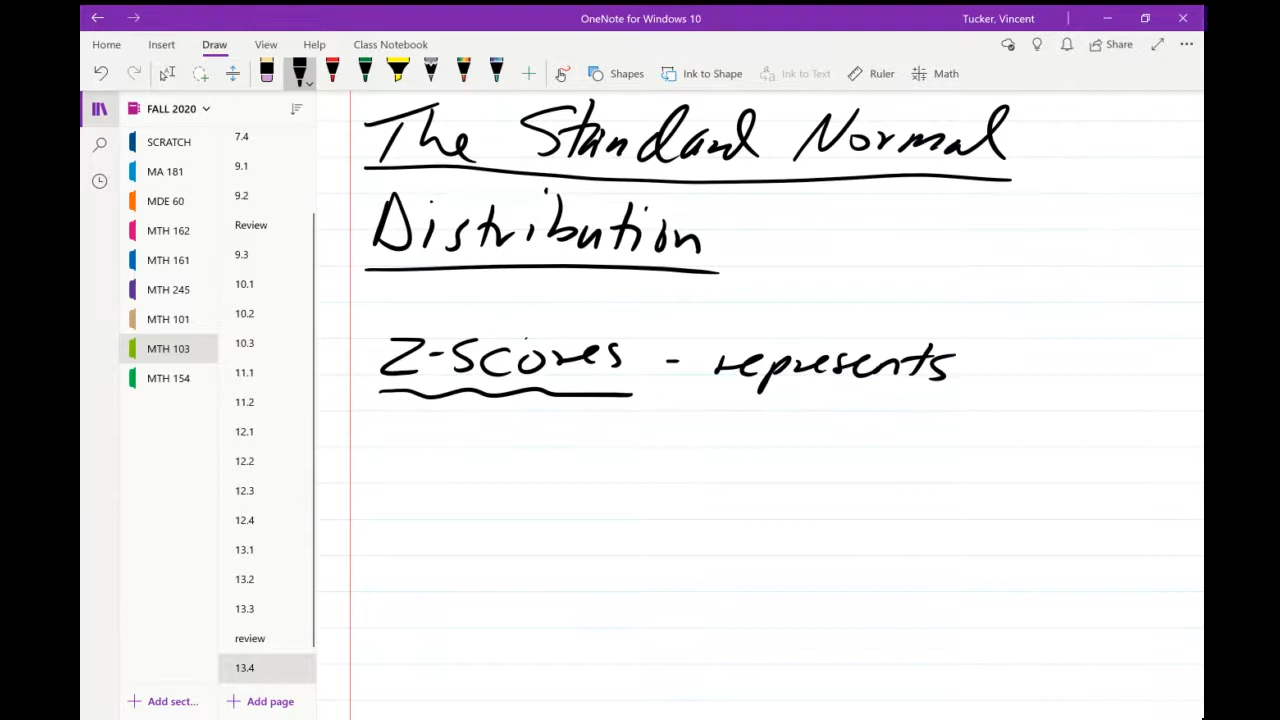 OneNote for Windows 10
Tucker, Vincent
Home Insert Draw View Help Class Notebook
Share
Shapes Ink to Shape Ink to Text Ruler Math
FALL 2020
SCRATCH
MA 181
MDE 60
MTH 162
MTH 161
MTH 245
MTH 101
MTH 103
MTH 154
Add sect...
7.4
9.1
9.2
Review
9.3
10.1
10.2
10.3
11.1
11.2
12.1
12.2
12.3
12.4
13.1
13.2
13.3
review
13.4
Add page
The Standard Normal
Distribution
Z-Scores - represents